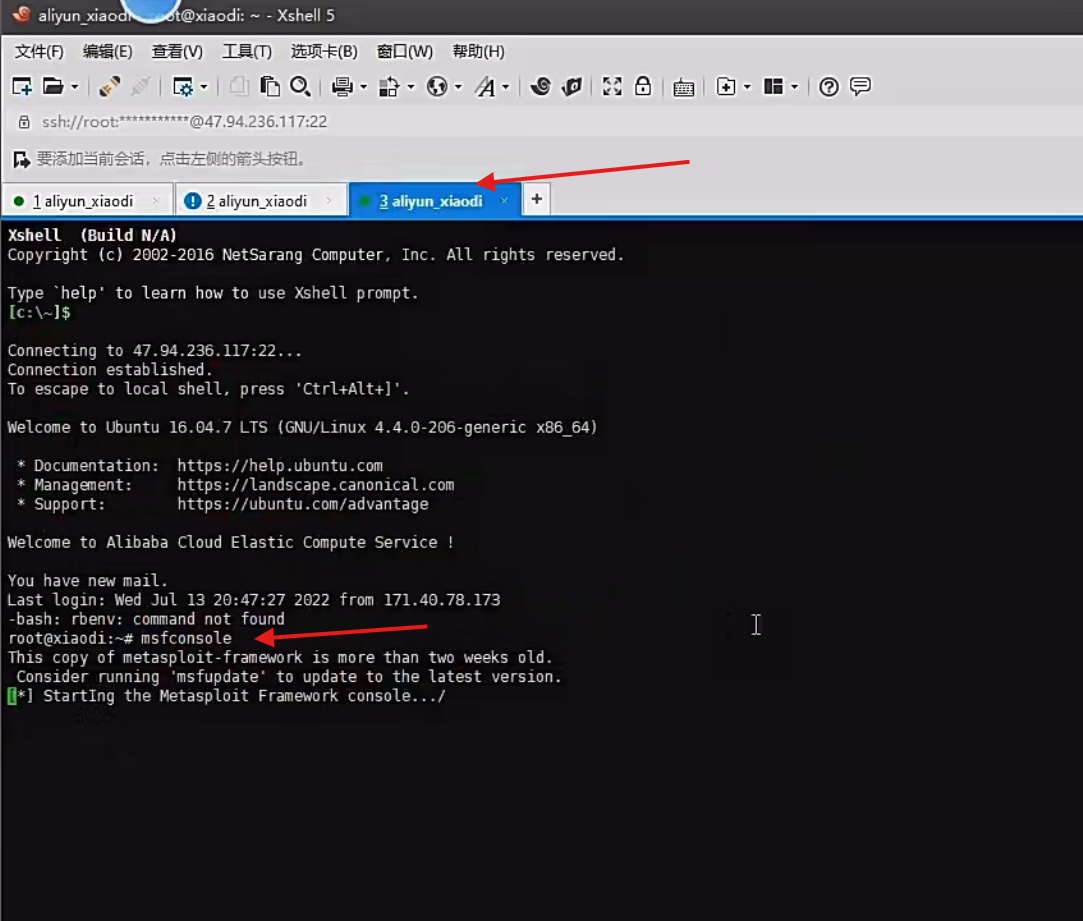 aliyun_xiaodi root@xiaodi: ~ - Xshell 5
文件(F) 编辑(E) 查看(V) 工具(T) 选项卡(B) 窗口(W) 帮助(H)
ssh://root:***********@47.94.236.117:22
要添加当前会话，点击左侧的箭头按钮。
1 aliyun_xiaodi × 2 aliyun_xiaodi × 3 aliyun_xiaodi × +
Xshell (Build N/A)
Copyright (c) 2002-2016 NetSarang Computer, Inc. All rights reserved.
Type `help' to learn how to use Xshell prompt.
[c:\~]$
Connecting to 47.94.236.117:22...
Connection established.
To escape to local shell, press 'Ctrl+Alt+]'.
Welcome to Ubuntu 16.04.7 LTS (GNU/Linux 4.4.0-206-generic x86_64)
* Documentation: https://help.ubuntu.com
* Management: https://landscape.canonical.com
* Support: https://ubuntu.com/advantage
Welcome to Alibaba Cloud Elastic Compute Service !
You have new mail.
Last login: Wed Jul 13 20:47:27 2022 from 171.40.78.173
-bash: rbenv: command not found
root@xiaodi:~# msfconsole
This copy of metasploit-framework is more than two weeks old.
Consider running 'msfupdate' to update to the latest version.
[*] StartIng the Metasploit Framework console.../